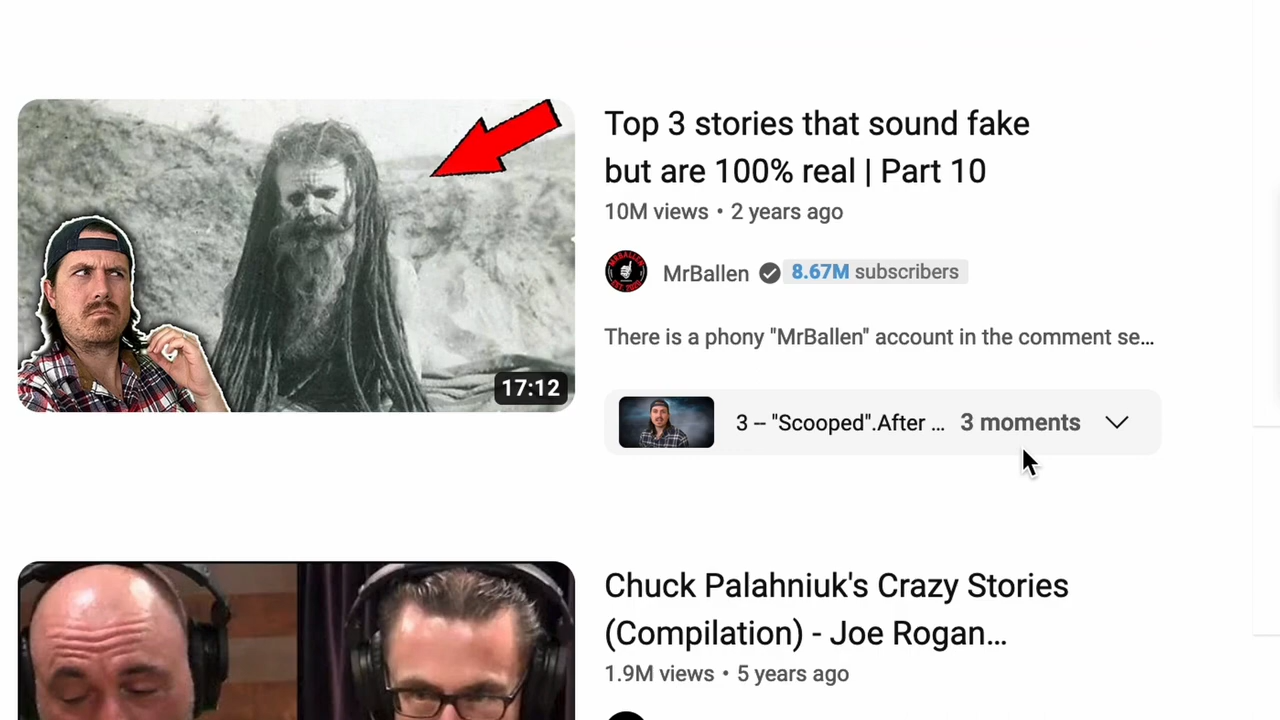 Top 3 stories that sound fake
but are 100% real | Part 10
10M views • 2 years ago
MrBallen 8.67M subscribers
There is a phony "MrBallen" account in the comment se...
17:12
3 – "Scooped".After ... 3 moments
Chuck Palahniuk's Crazy Stories
(Compilation) - Joe Rogan...
1.9M views • 5 years ago